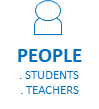 PEOPLE
. STUDENTS
. TEACHERS